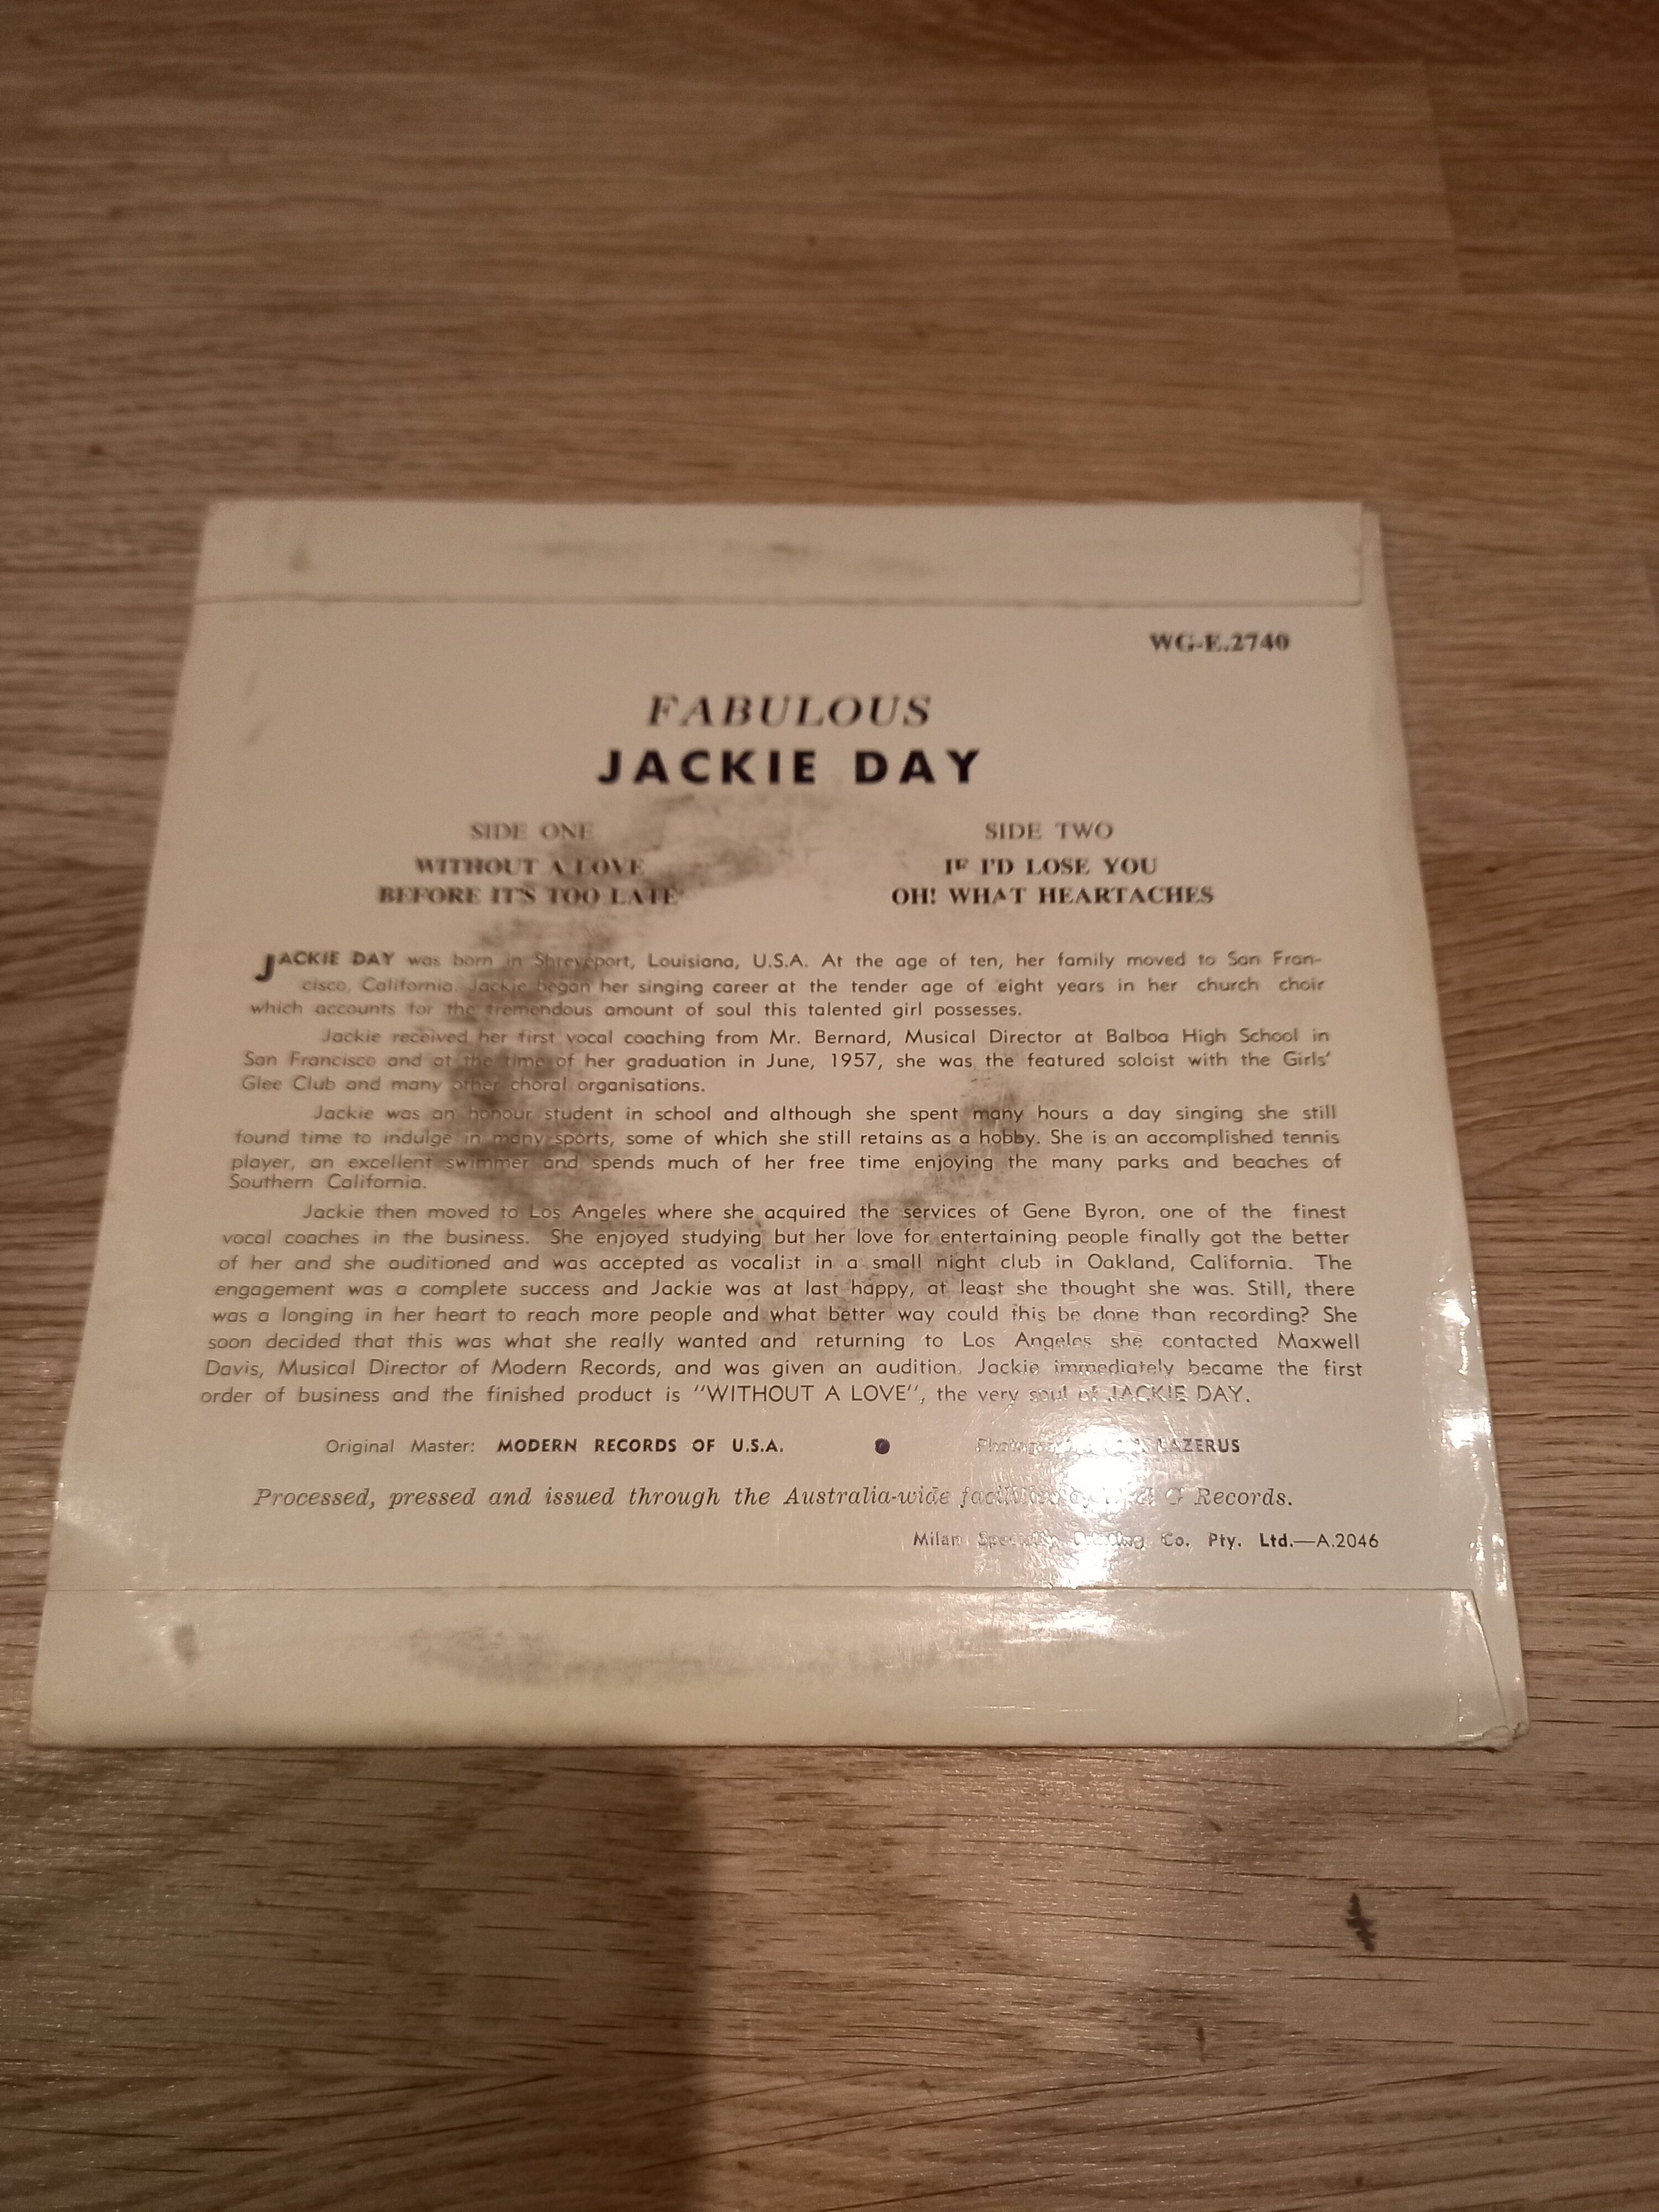 WG-E.2740
FABULOUS
JACKIE DAY
SIDE ONE
WITHOUT A LOVE
BEFORE IT'S TOO LATE
SIDE TWO
IF I'D LOSE YOU
OH! WHAT HEARTACHES
JACKIE DAY was born in Shreveport, Louisiana, U.S.A. At the age of ten, her family moved to San Fran-
cisco, California. Jackie began her singing career at the tender age of eight years in her church choir
which accounts for the tremendous amount of soul this talented girl possesses.
Jackie received her first vocal coaching from Mr. Bernard, Musical Director at Balboa High School in
San Francisco and at the time of her graduation in June, 1957, she was the featured soloist with the Girls'
Glee Club and many other choral organisations.
Jackie was an honour student in school and although she spent many hours a day singing she still
found time to indulge in many sports, some of which she still retains as a hobby. She is an accomplished tennis
player, an excellent swimmer and spends much of her free time enjoying the many parks and beaches of
Southern California.
Jackie then moved to Los Angeles where she acquired the services of Gene Byron, one of the finest
vocal coaches in the business. She enjoyed studying but her love for entertaining people finally got the better
of her and she auditioned and was accepted as vocalist in a small night club in Oakland, California. The
engagement was a complete success and Jackie was at last happy, at least she thought she was. Still, there
was a longing in her heart to reach more people and what better way could this be done than recording? She
soon decided that this was what she really wanted and returning to Los Angeles she contacted Maxwell
Davis, Musical Director of Modern Records, and was given an audition. Jackie immediately became the first
order of business and the finished product is "WITHOUT A LOVE", the very soul of JACKIE DAY.
Original Master: MODERN RECORDS OF U.S.A. ● LAZERUS
Processed, pressed and issued through the Australia-wide facilities Records.
Milan Co. Pty. Ltd.—A.2046